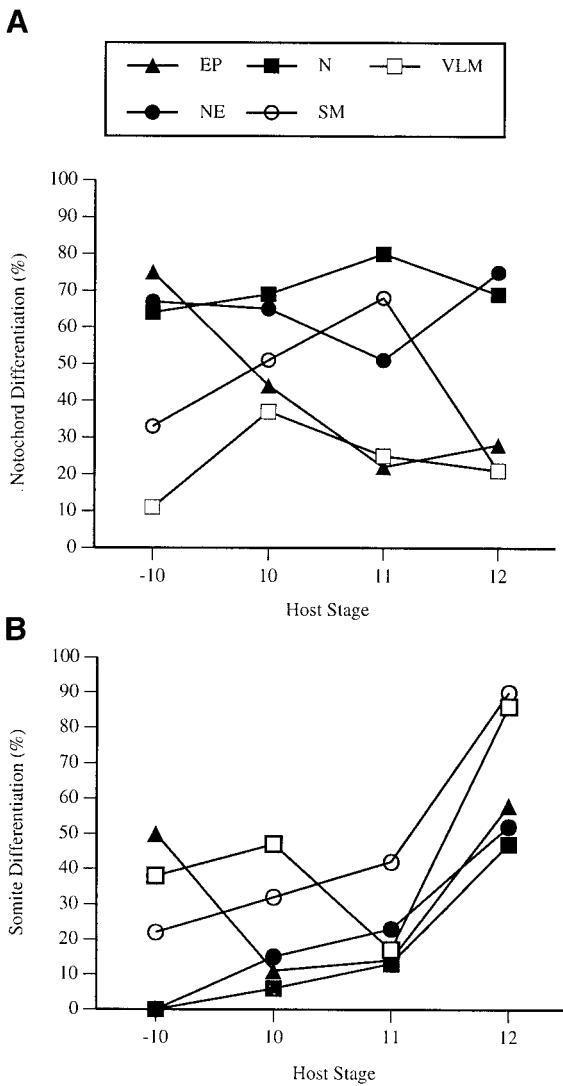 A
EP N VLM
NE SM
100
90
80
70
60
50
40
30
20
10
0
.Notochord Differentiation (%)
-10 10 11 12
Host Stage
B
100
90
80
70
60
50
40
30
20
10
0
Somite Differentiation (%)
-10 10 11 12
Host Stage